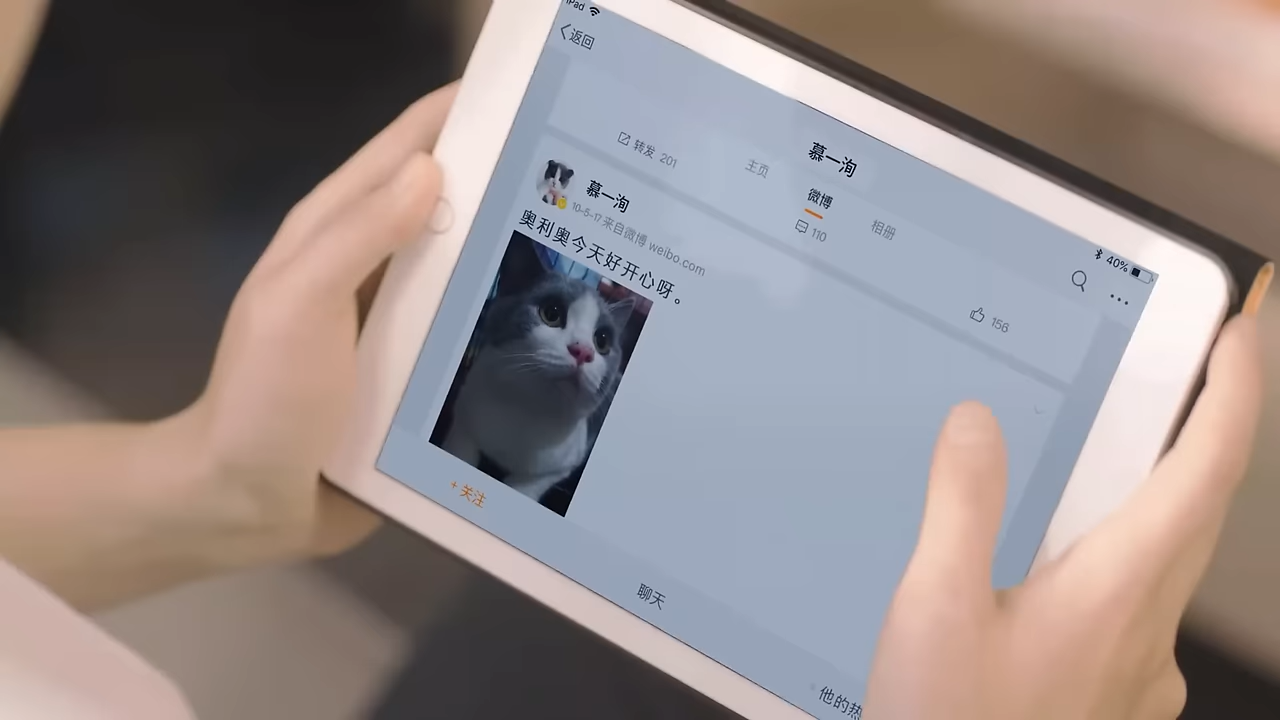 iPad
40%
返回
慕一洵
主页
微博
相册
转发 201
110
156
慕一洵
10-5-17 来自微博 weibo.com
奥利奥今天好开心呀。
+关注
聊天
他的热